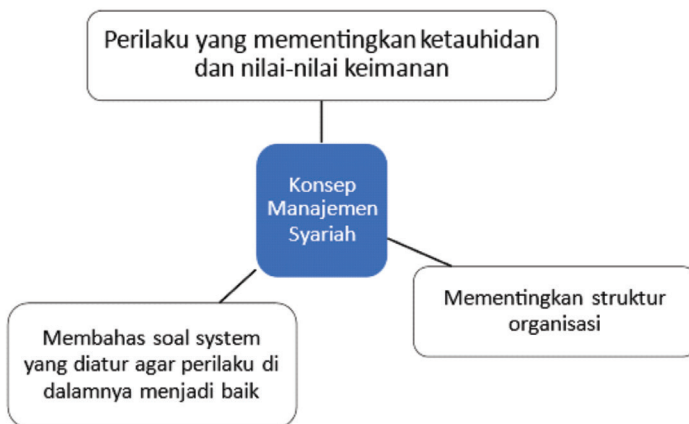 Perilaku yang mementingkan ketauhidan
dan nilai-nilai keimanan
Konsep
Manajemen
Syariah
Mementingkan struktur
organisasi
Membahas soal system
yang diatur agar perilaku di
dalamnya menjadi baik